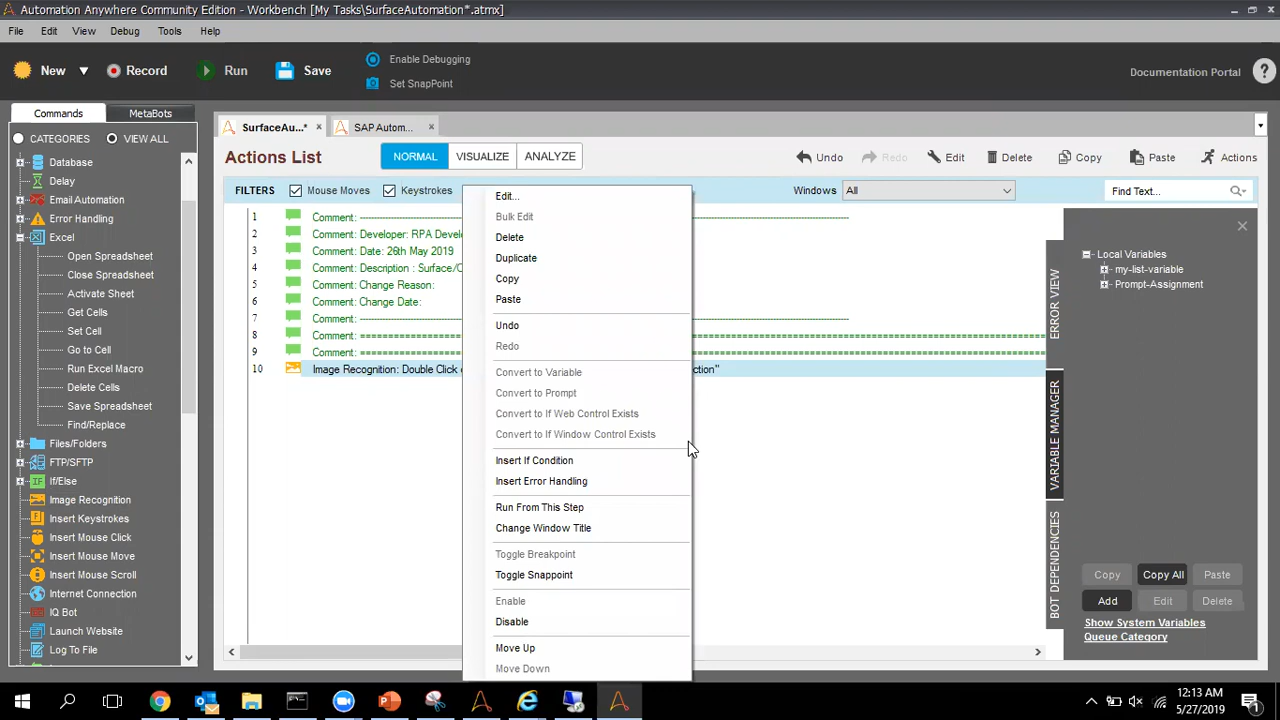 Automation Anywhere Community Edition - Workbench [My Tasks\SurfaceAutomation*.atmx]
File Edit View Debug Tools Help
New Record Run Save
Enable Debugging
Set SnapPoint
Documentation Portal
?
Commands MetaBots
CATEGORIES VIEW ALL
Database
Delay
Email Automation
Error Handling
Excel
Open Spreadsheet
Close Spreadsheet
Activate Sheet
Get Cells
Set Cell
Go to Cell
Run Excel Macro
Delete Cells
Save Spreadsheet
Find/Replace
Files/Folders
FTP/SFTP
IF If/Else
Image Recognition
Insert Keystrokes
Insert Mouse Click
Insert Mouse Move
Insert Mouse Scroll
Internet Connection
IQ Bot
Launch Website
Log To File
SurfaceAu...* × SAP Autom... ×
Actions List
NORMAL VISUALIZE ANALYZE
Undo Redo Edit Delete Copy Paste Actions
FILTERS Mouse Moves Keystrokes
Windows All Find Text...
1 Comment:
2 Comment: Developer: RPA Devel
3 Comment: Date: 26th May 2019
4 Comment: Description : Surface/C
5 Comment: Change Reason:
6 Comment: Change Date:
7 Comment:
8 Comment:
9 Comment:
10 Image Recognition: Double Click ction"
Edit...
Bulk Edit
Delete
Duplicate
Copy
Paste
Undo
Redo
Convert to Variable
Convert to Prompt
Convert to If Web Control Exists
Convert to If Window Control Exists
Insert If Condition
Insert Error Handling
Run From This Step
Change Window Title
Toggle Breakpoint
Toggle Snappoint
Enable
Disable
Move Up
Move Down
ERROR VIEW
VARIABLE MANAGER
BOT DEPENDENCIES
Local Variables
my-list-variable
Prompt-Assignment
Copy Copy All Paste
Add Edit Delete
Show System Variables
Queue Category
12:13 AM
5/27/2019
1